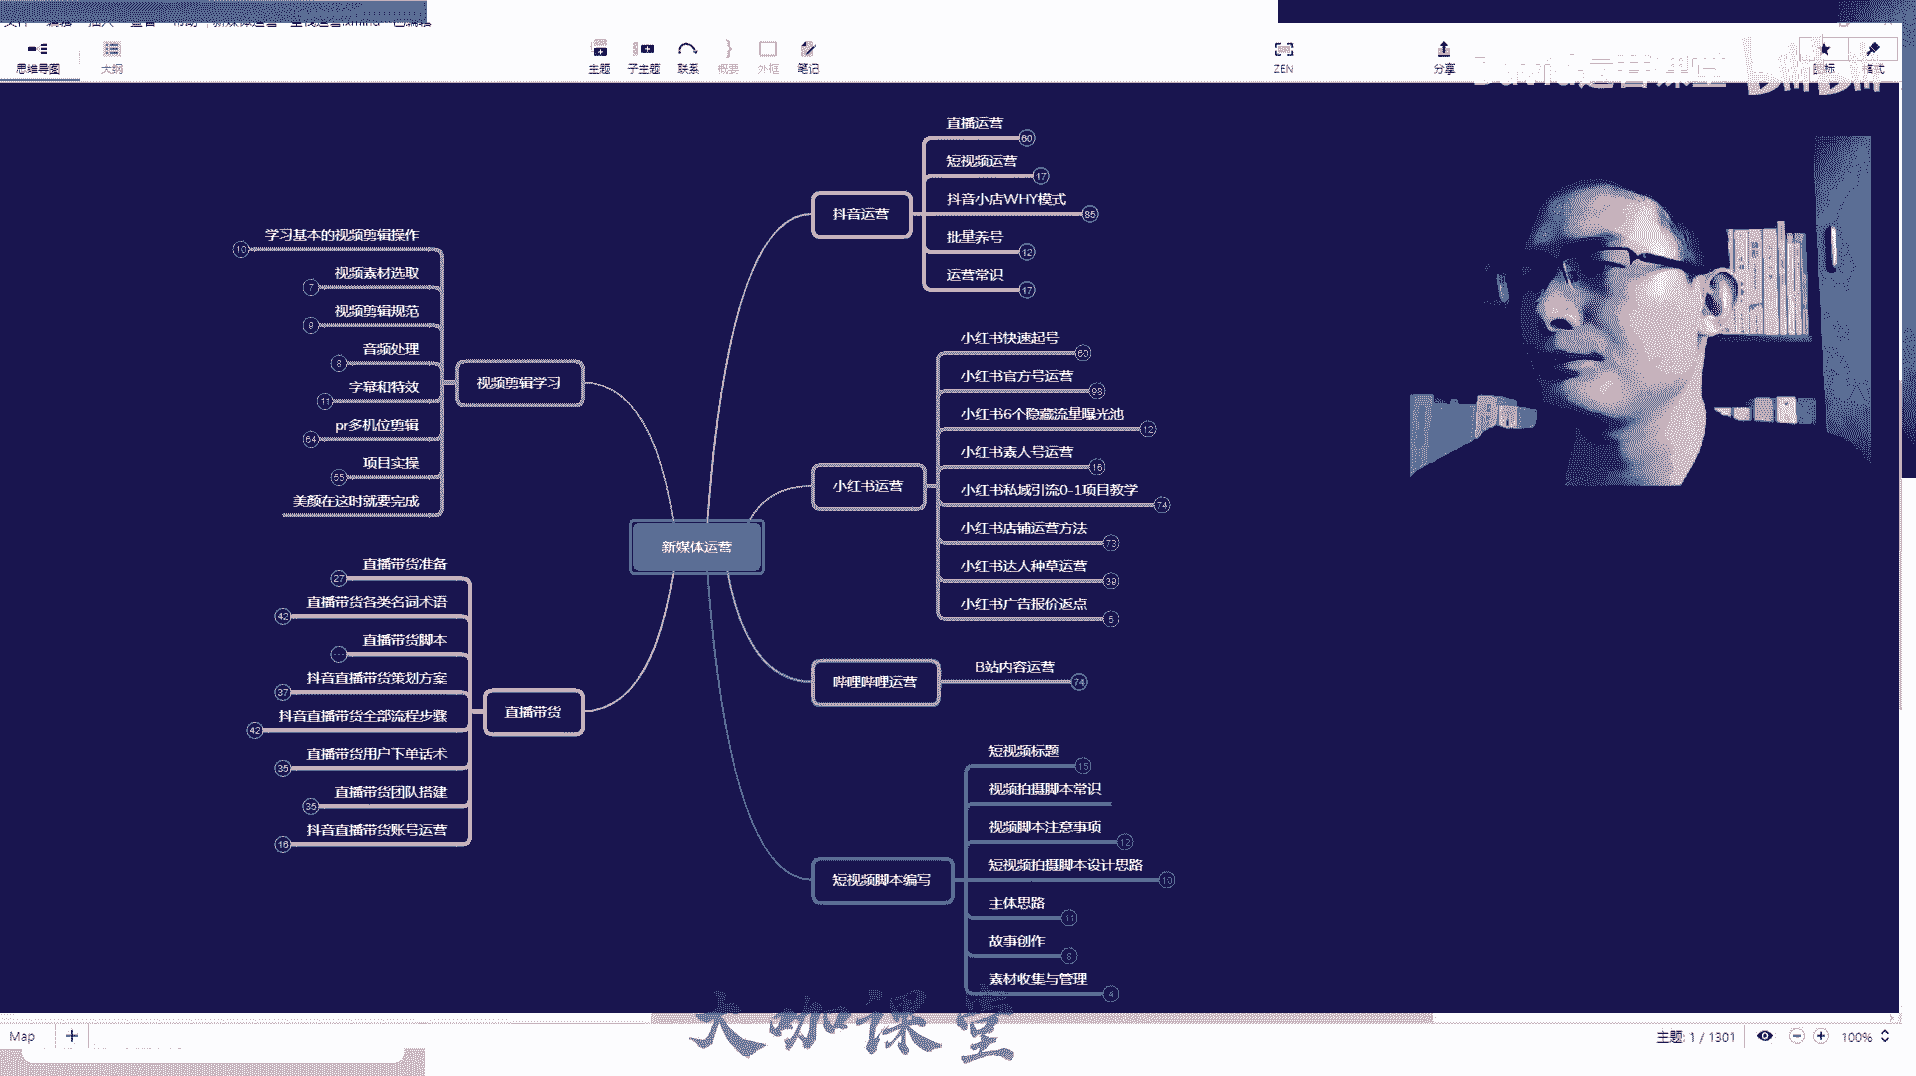 思维导图
大纲
主题
子主题
联系
概要
外框
笔记
ZEN
分享
图标
格式
运营课堂
直播运营
60
短视频运营
17
抖音小店WHY模式
85
批量养号
12
运营常识
17
抖音运营
学习基本的视频剪辑操作
10
视频素材选取
7
视频剪辑规范
9
音频处理
8
字幕和特效
11
pr多机位剪辑
64
项目实操
55
美颜在这时就要完成
视频剪辑学习
小红书快速起号
60
小红书官方号运营
98
小红书6个隐藏流量曝光池
12
小红书素人号运营
16
小红书私域引流0-1项目教学
74
小红书店铺运营方法
73
小红书达人种草运营
39
小红书广告报价返点
5
小红书运营
新媒体运营
直播带货准备
27
直播带货各类名词术语
42
直播带货脚本
抖音直播带货策划方案
37
抖音直播带货全部流程步骤
42
直播带货用户下单话术
35
直播带货团队搭建
36
抖音直播带货账号运营
16
直播带货
哔哩哔哩运营
B站内容运营
74
短视频标题
15
视频拍摄脚本常识
视频脚本注意事项
12
短视频拍摄脚本设计思路
10
主体思路
11
故事创作
8
素材收集与管理
4
短视频脚本编写
大咖课堂
Map
主题: 1 / 1301
100%